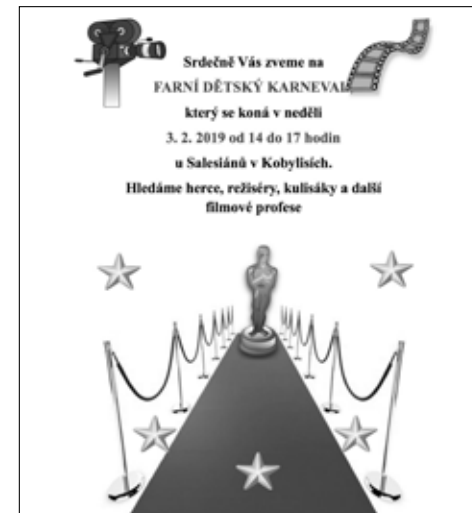 Srdečně Vás zveme na
FARNÍ DĚTSKÝ KARNEVAL
který se koná v neděli
3. 2. 2019 od 14 do 17 hodin
u Salesiánů v Kobylisích.
Hledáme herce, režiséry, kulisáky a další
filmové profese